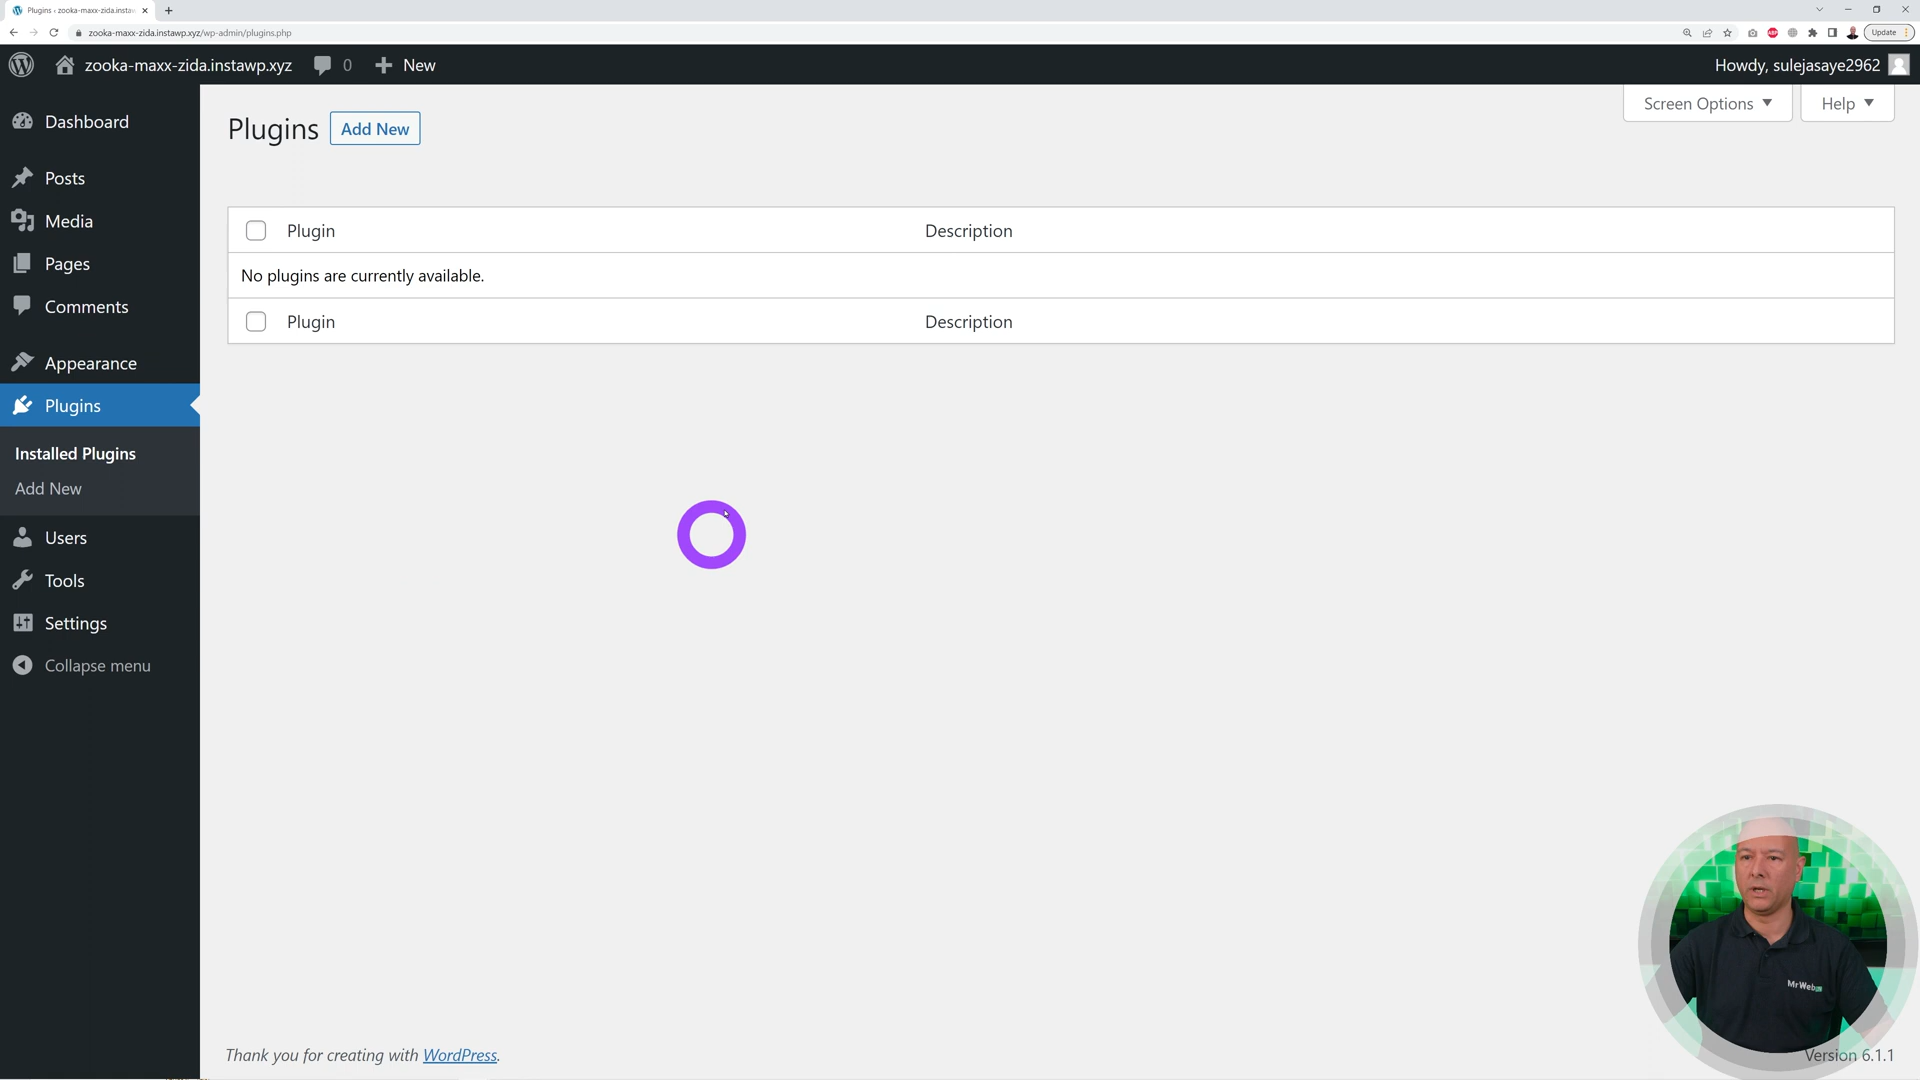 Plugins ‹ zooka-maxx-zida.instaw
zooka-maxx-zida.instawp.xyz/wp-admin/plugins.php
Update
zooka-maxx-zida.instawp.xyz
0
New
Howdy, sulejasaye2962
Screen Options
Help
Dashboard
Posts
Media
Pages
Comments
Appearance
Plugins
Installed Plugins
Add New
Users
Tools
Settings
Collapse menu
Plugins
Add New
Plugin Description
No plugins are currently available.
Plugin Description
MrWeb
Thank you for creating with WordPress.
Version 6.1.1